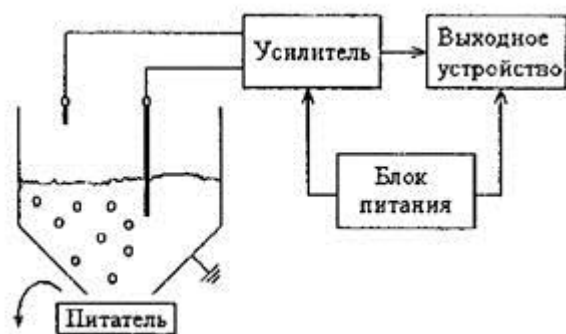 Усилитель
Выходное
устройство
Блок
питания
Питатель